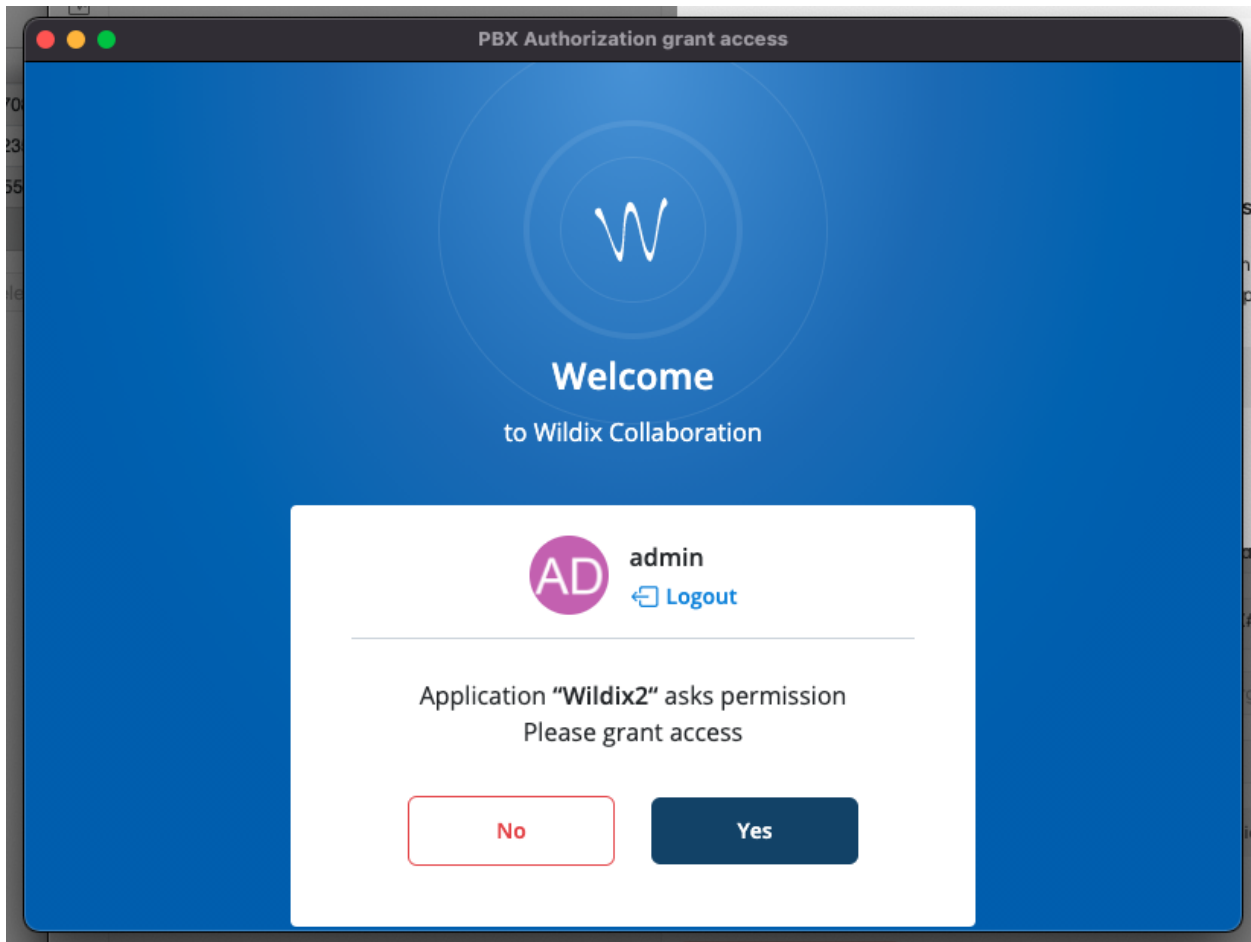 PBX Authorization grant access
W
Welcome
to Wildix Collaboration
AD
admin
Logout
Application “Wildix2“ asks permission
Please grant access
No
Yes